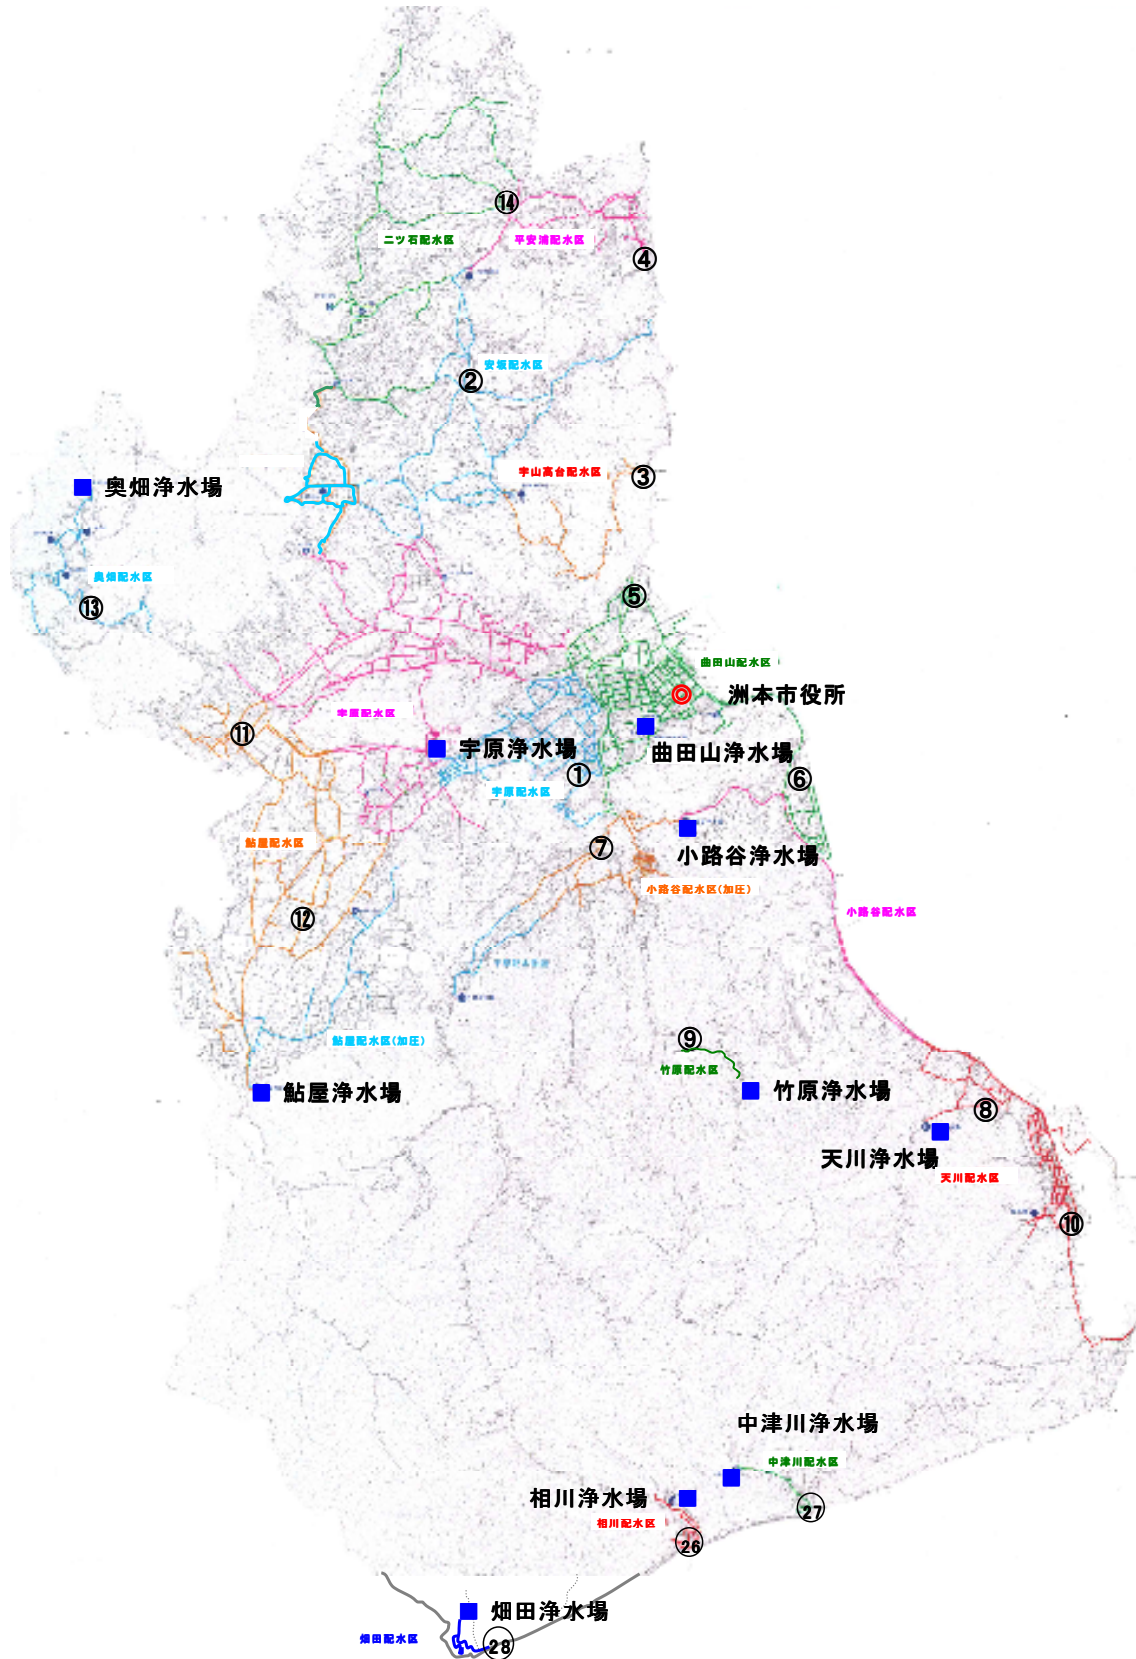 ⑭
二ツ石配水区
平安浦配水区
④
安坂配水区
②
宇山高台配水区
③
奥畑浄水場
奥畑配水区
⑬
⑤
曲田山配水区
洲本市役所
宇原配水区
⑪
宇原浄水場
曲田山浄水場
①
宇原配水区
⑥
鮎屋配水区
⑦
小路谷浄水場
小路谷配水区(加圧)
⑫
小路谷配水区
鮎屋配水区(加圧)
⑨
竹原配水区
鮎屋浄水場
竹原浄水場
⑧
天川浄水場
天川配水区
⑩
中津川浄水場
中津川配水区
相川浄水場
相川配水区
㉗
㉖
畑田浄水場
畑田配水区
㉘